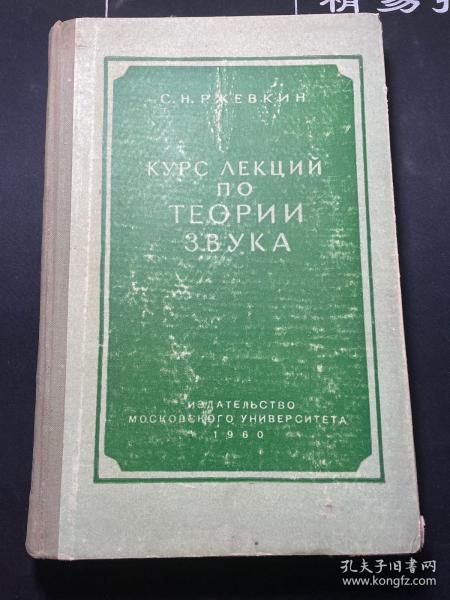 С. Н. РЖЕВКИН
КУРС ЛЕКЦИЙ
ПО
ТЕОРИИ
ЗВУКА
ИЗДАТЕЛЬСТВО
МОСКОВСКОГО УНИВЕРСИТЕТА
1960
孔夫子旧书网
www.kongfz.com